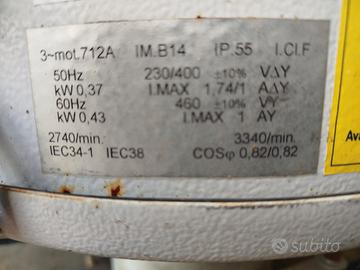 3~mot.712A IM.B14 IP.55 I.Cl.F
50Hz 230/400 ±10% VΔY
kW 0,37 I.MAX 1,74/1 AΔY
60Hz 460 ±10% VY
kW 0,43 I.MAX 1 AY
2740/min. 3340/min.
IEC34-1 IEC38 COSφ 0,82/0,82
subito